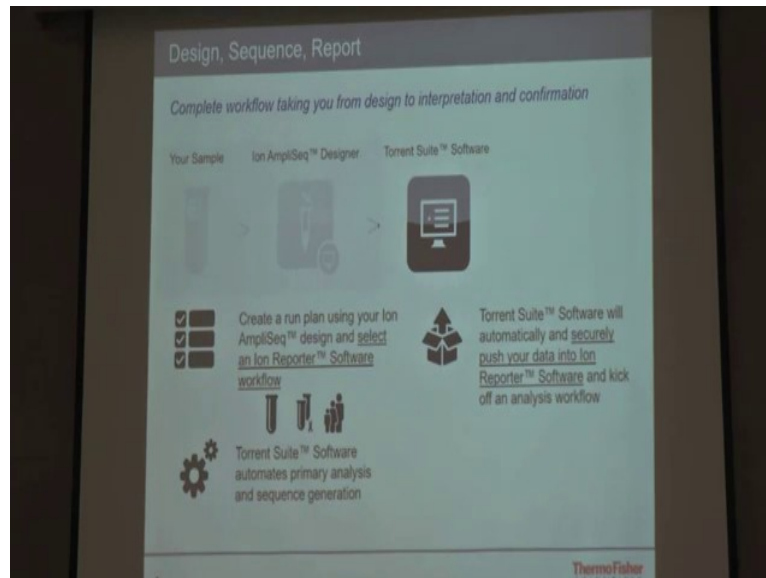 Design, Sequence, Report
Complete workflow taking you from design to interpretation and confirmation
Your Sample
Ion AmpliSeq™ Designer
Torrent Suite™ Software
Create a run plan using your Ion
AmpliSeq™ design and select
an Ion Reporter™ Software
workflow
Torrent Suite™ Software
automates primary analysis
and sequence generation
Torrent Suite™ Software will
automatically and securely
push your data into Ion
Reporter™ Software and kick
off an analysis workflow
ThermoFisher